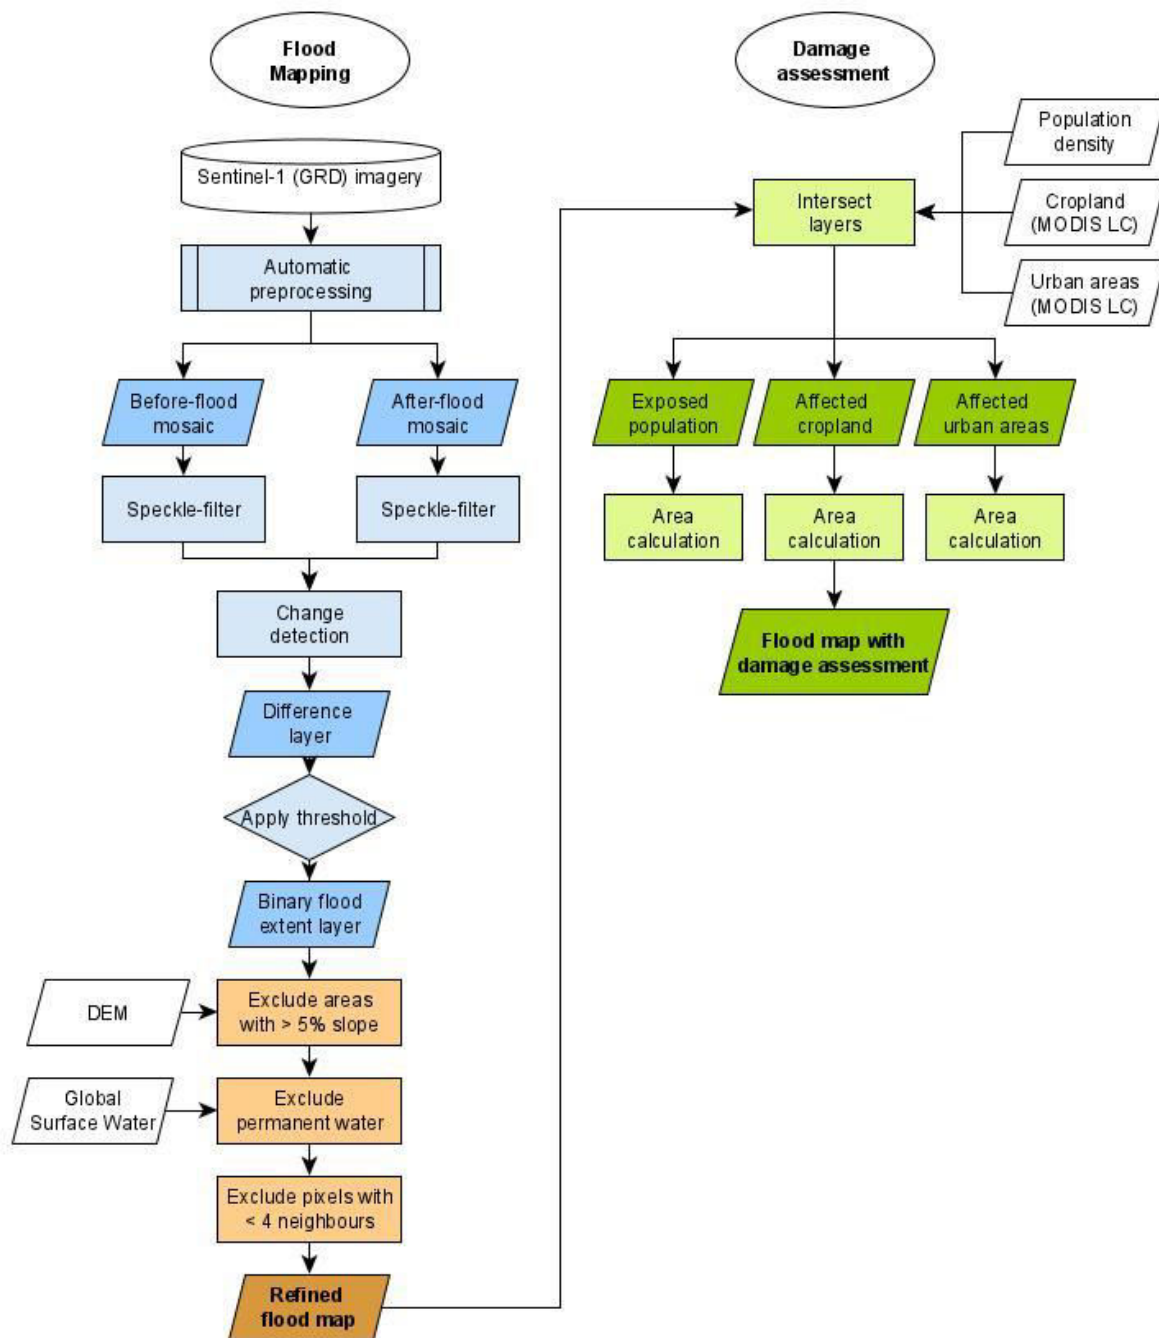 Flood
Mapping
Sentinel-1 (GRD) imagery
Automatic
preprocessing
Before-flood
mosaic
After-flood
mosaic
Speckle-filter
Speckle-filter
Change
detection
Difference
layer
Apply threshold
Binary flood
extent layer
DEM
Exclude areas
with > 5% slope
Global
Surface Water
Exclude
permanent water
Exclude pixels with
< 4 neighbours
Refined
flood map
Damage
assessment
Population
density
Intersect
layers
Cropland
(MODIS LC)
Urban areas
(MODIS LC)
Exposed
population
Affected
cropland
Affected
urban areas
Area
calculation
Area
calculation
Area
calculation
Flood map with
damage assessment